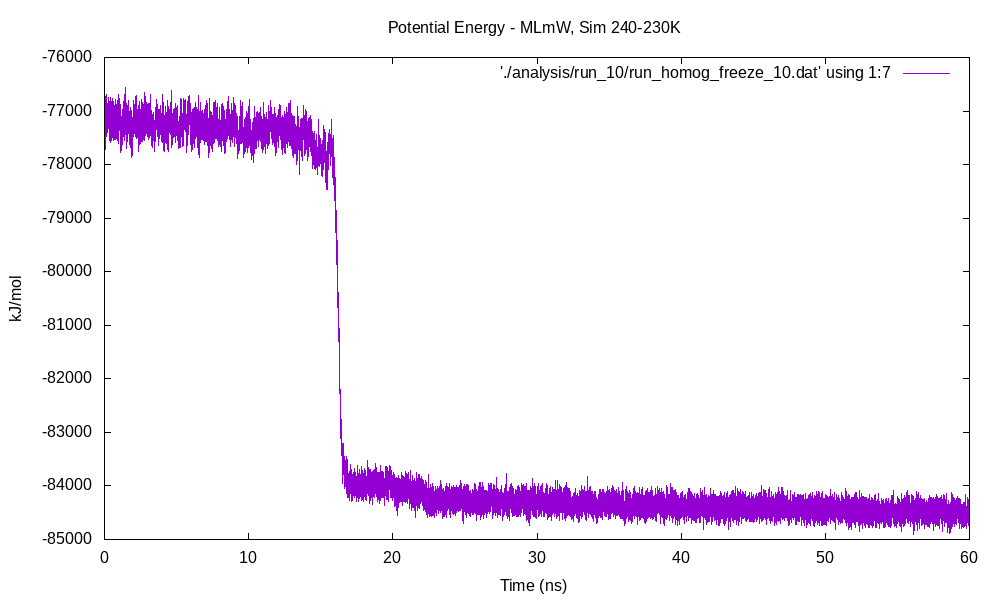 Potential Energy - MLmW, Sim 240-230K
'./analysis/run_10/run_homog_freeze_10.dat' using 1:7
-76000
-77000
-78000
-79000
-80000
-81000
-82000
-83000
-84000
-85000
kJ/mol
0 10 20 30 40 50 60
Time (ns)